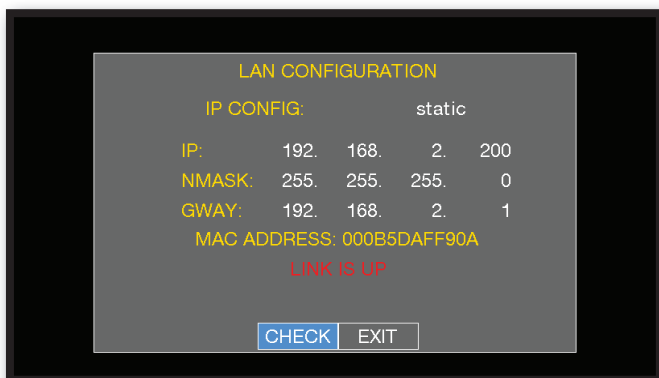 LAN CONFIGURATION
IP CONFIG: static
IP: 192. 168. 2. 200
NMASK: 255. 255. 255. 0
GWAY: 192. 168. 2. 1
MAC ADDRESS: 000B5DAFF90A
LINK IS UP
CHECK EXIT